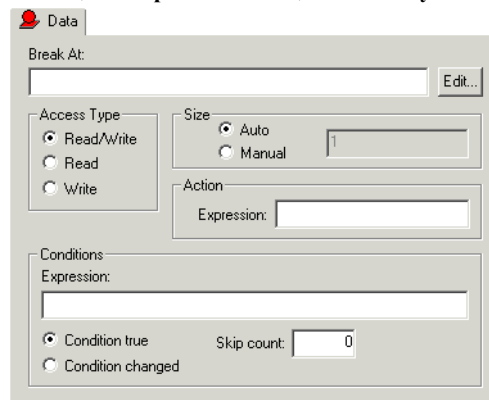 Data
Break At:
Edit...
Access Type
Read/Write
Read
Write
Size
Auto
Manual
1
Action
Expression:
Conditions
Expression:
Condition true
Condition changed
Skip count: 0